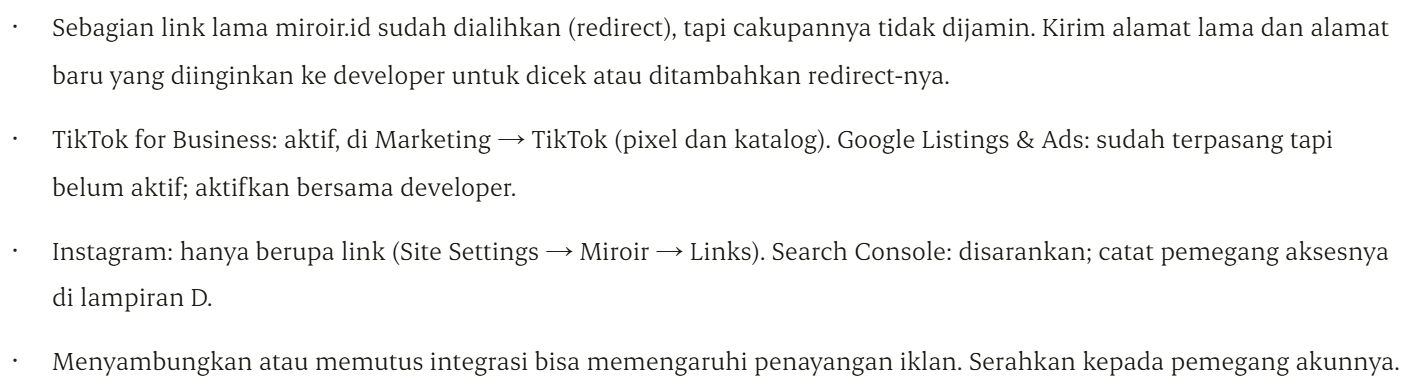 · Sebagian link lama miroir.id sudah dialihkan (redirect), tapi cakupannya tidak dijamin. Kirim alamat lama dan alamat
baru yang diinginkan ke developer untuk dicek atau ditambahkan redirect-nya.
· TikTok for Business: aktif, di Marketing → TikTok (pixel dan katalog). Google Listings & Ads: sudah terpasang tapi
belum aktif; aktifkan bersama developer.
· Instagram: hanya berupa link (Site Settings → Miroir → Links). Search Console: disarankan; catat pemegang aksesnya
di lampiran D.
· Menyambungkan atau memutus integrasi bisa memengaruhi penayangan iklan. Serahkan kepada pemegang akunnya.